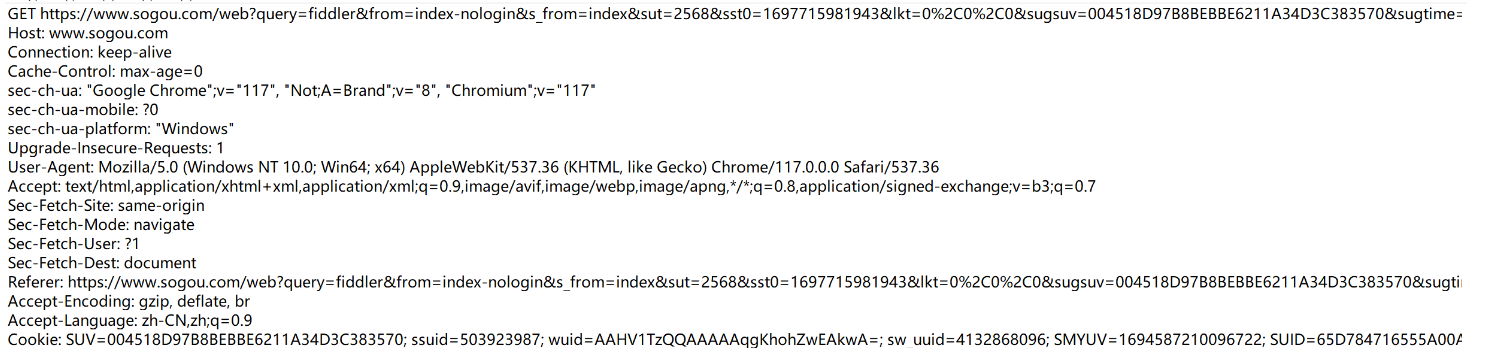 GET https://www.sogou.com/web?query=fiddler&from=index-nologin&s_from=index&sut=2568&sst0=1697715981943&lkt=0%2C0%2C0&sugsuv=004518D97B8BEBBE6211A34D3C383570&sugtime=
Host: www.sogou.com
Connection: keep-alive
Cache-Control: max-age=0
sec-ch-ua: "Google Chrome";v="117", "Not;A=Brand";v="8", "Chromium";v="117"
sec-ch-ua-mobile: ?0
sec-ch-ua-platform: "Windows"
Upgrade-Insecure-Requests: 1
User-Agent: Mozilla/5.0 (Windows NT 10.0; Win64; x64) AppleWebKit/537.36 (KHTML, like Gecko) Chrome/117.0.0.0 Safari/537.36
Accept: text/html,application/xhtml+xml,application/xml;q=0.9,image/avif,image/webp,image/apng,*/*;q=0.8,application/signed-exchange;v=b3;q=0.7
Sec-Fetch-Site: same-origin
Sec-Fetch-Mode: navigate
Sec-Fetch-User: ?1
Sec-Fetch-Dest: document
Referer: https://www.sogou.com/web?query=fiddler&from=index-nologin&s_from=index&sut=2568&sst0=1697715981943&lkt=0%2C0%2C0&sugsuv=004518D97B8BEBBE6211A34D3C383570&sugti
Accept-Encoding: gzip, deflate, br
Accept-Language: zh-CN,zh;q=0.9
Cookie: SUV=004518D97B8BEBBE6211A34D3C383570; ssuid=503923987; wuid=AAHV1TzQQAAAAAqgKhohZwEAkwA=; sw_uuid=4132868096; SMYUV=1694587210096722; SUID=65D784716555A00A